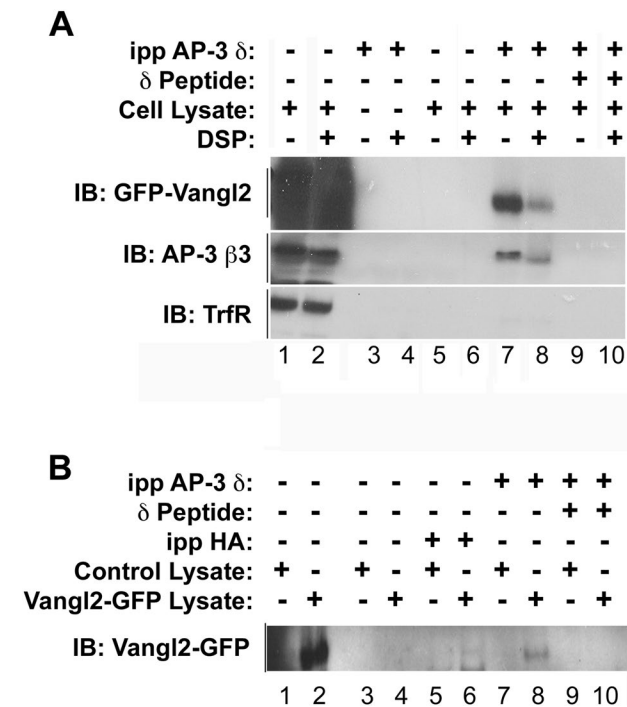 A
ipp AP-3 δ: - - + + - - + + + +
δ Peptide: - - - - - - - - + +
Cell Lysate: + + - - + + + + + +
DSP: - + - + - + - + - +
IB: GFP-Vangl2
IB: AP-3 β3
IB: TrfR
1 2 3 4 5 6 7 8 9 10
B
ipp AP-3 δ: - - - - - - + + + +
δ Peptide: - - - - - - - - + +
ipp HA: - - - - + + - - - -
Control Lysate: + - + - + - + - + -
Vangl2-GFP Lysate: - + - + - + - + - +
IB: Vangl2-GFP
1 2 3 4 5 6 7 8 9 10